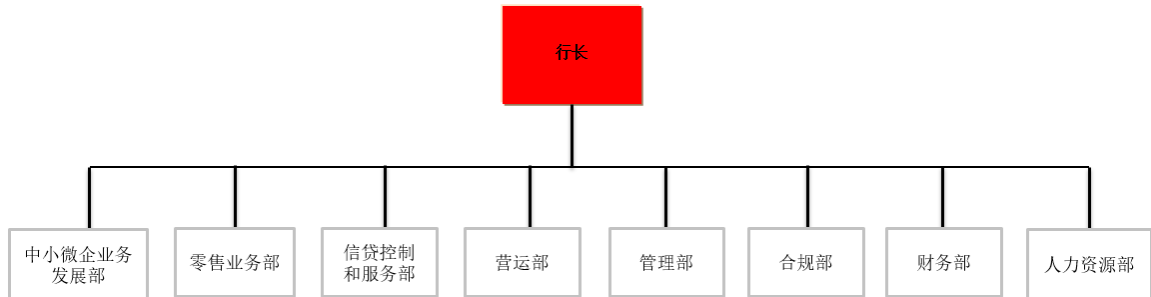 行长
中小微企业务
发展部
零售业务部
信贷控制
和服务部
营运部
管理部
合规部
财务部
人力资源部